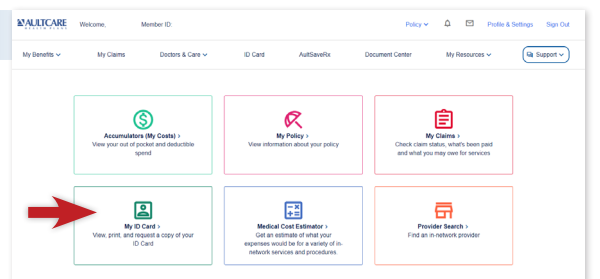 AULTCARE
HEALTH PLANS
Welcome, Member ID: Policy Profile & Settings Sign Out
My Benefits My Claims Doctors & Care ID Card AultSaveRx Document Center My Resources Support
Accumulators (My Costs) >
View your out of pocket and deductible
spend
My Policy >
View information about your policy
My Claims >
Check claim status, what's been paid
and what you may owe for services
My ID Card >
View, print, and request a copy of your
ID Card
Medical Cost Estimator >
Get an estimate of what your
expenses would be for a variety of in-
network services and procedures.
Provider Search >
Find an in-network provider